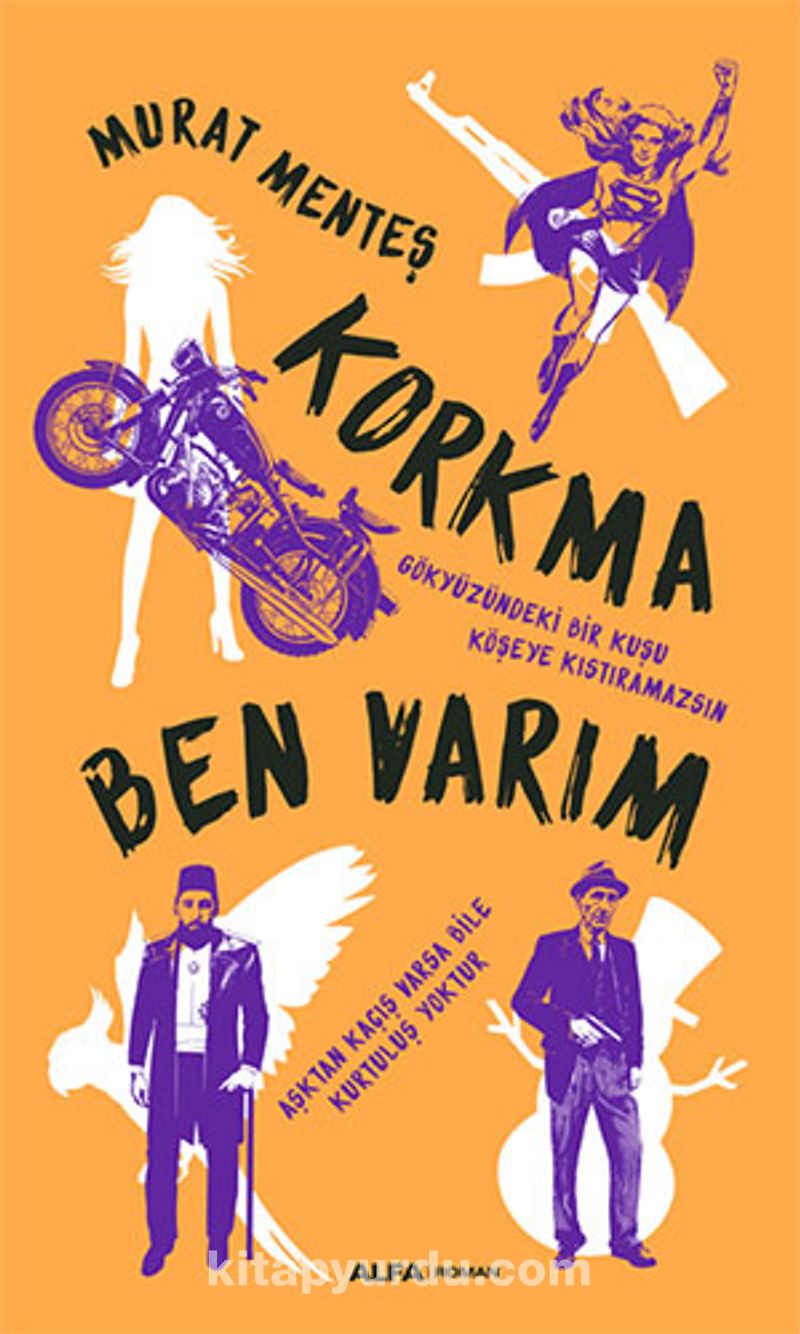 MURAT MENTEŞ
KORKMA
GÖKYÜZÜNDEKİ BİR KUŞU
KÖŞEYE KISTIRAMAZSIN
BEN VARIM
AŞKTAN KAÇIŞ VARSA BİLE
KURTULUŞ YOKTUR
ALFA ROMAN
kitapyurdu.com